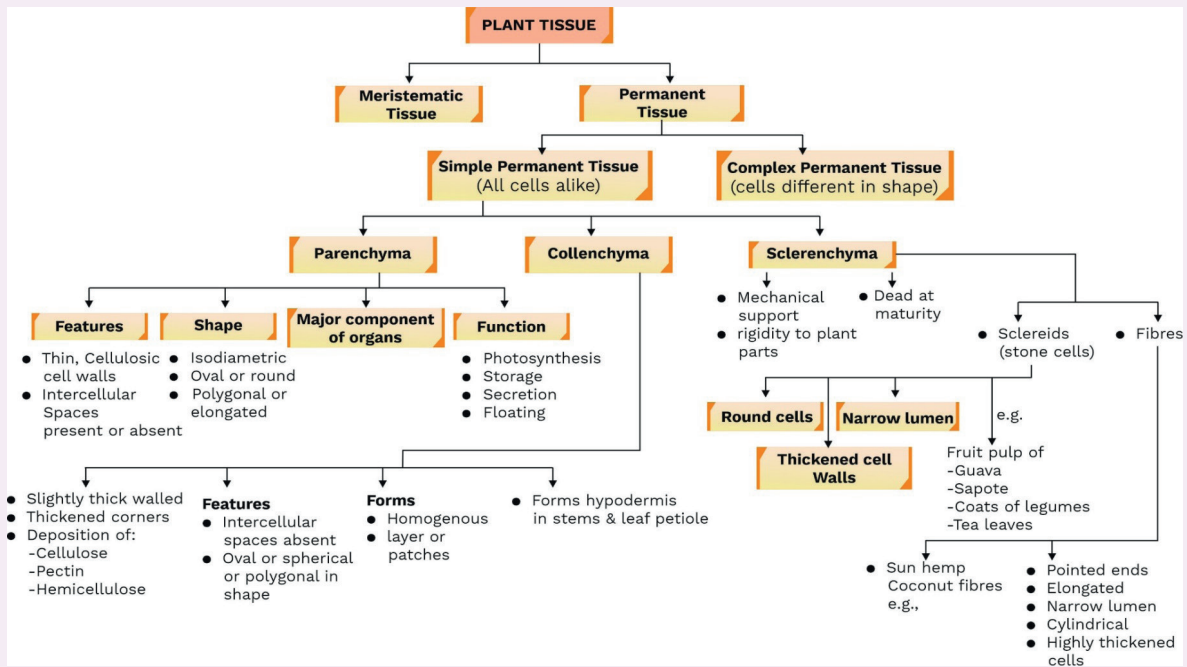 PLANT TISSUE
Meristematic
Tissue
Permanent
Tissue
Simple Permanent Tissue
(All cells alike)
Complex Permanent Tissue
(cells different in shape)
Parenchyma
Collenchyma
Sclerenchyma
Features
Shape
Major component
of organs
Function
● Thin, Cellulosic
cell walls
● Intercellular
Spaces
present or absent
● Isodiametric
● Oval or round
● Polygonal or
elongated
● Photosynthesis
● Storage
● Secretion
● Floating
● Mechanical
support
● rigidity to plant
parts
● Dead at
maturity
● Sclereids
(stone cells)
● Fibres
Round cells
Narrow lumen
Thickened cell
Walls
e.g.
Fruit pulp of
-Guava
-Sapote
-Coats of legumes
-Tea leaves
● Slightly thick walled
● Thickened corners
● Deposition of:
-Cellulose
-Pectin
-Hemicellulose
Features
● Intercellular
spaces absent
● Oval or spherical
or polygonal in
shape
Forms
● Homogenous
● layer or
patches
● Forms hypodermis
in stems & leaf petiole
● Sun hemp
Coconut fibres
e.g.,
● Pointed ends
● Elongated
● Narrow lumen
● Cylindrical
● Highly thickened
cells